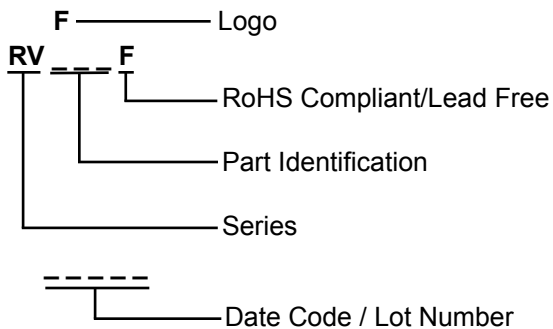 F Logo
RV _ _ _ F
RoHS Compliant/Lead Free
Part Identification
Series
_ _ _ _ _ _
Date Code / Lot Number